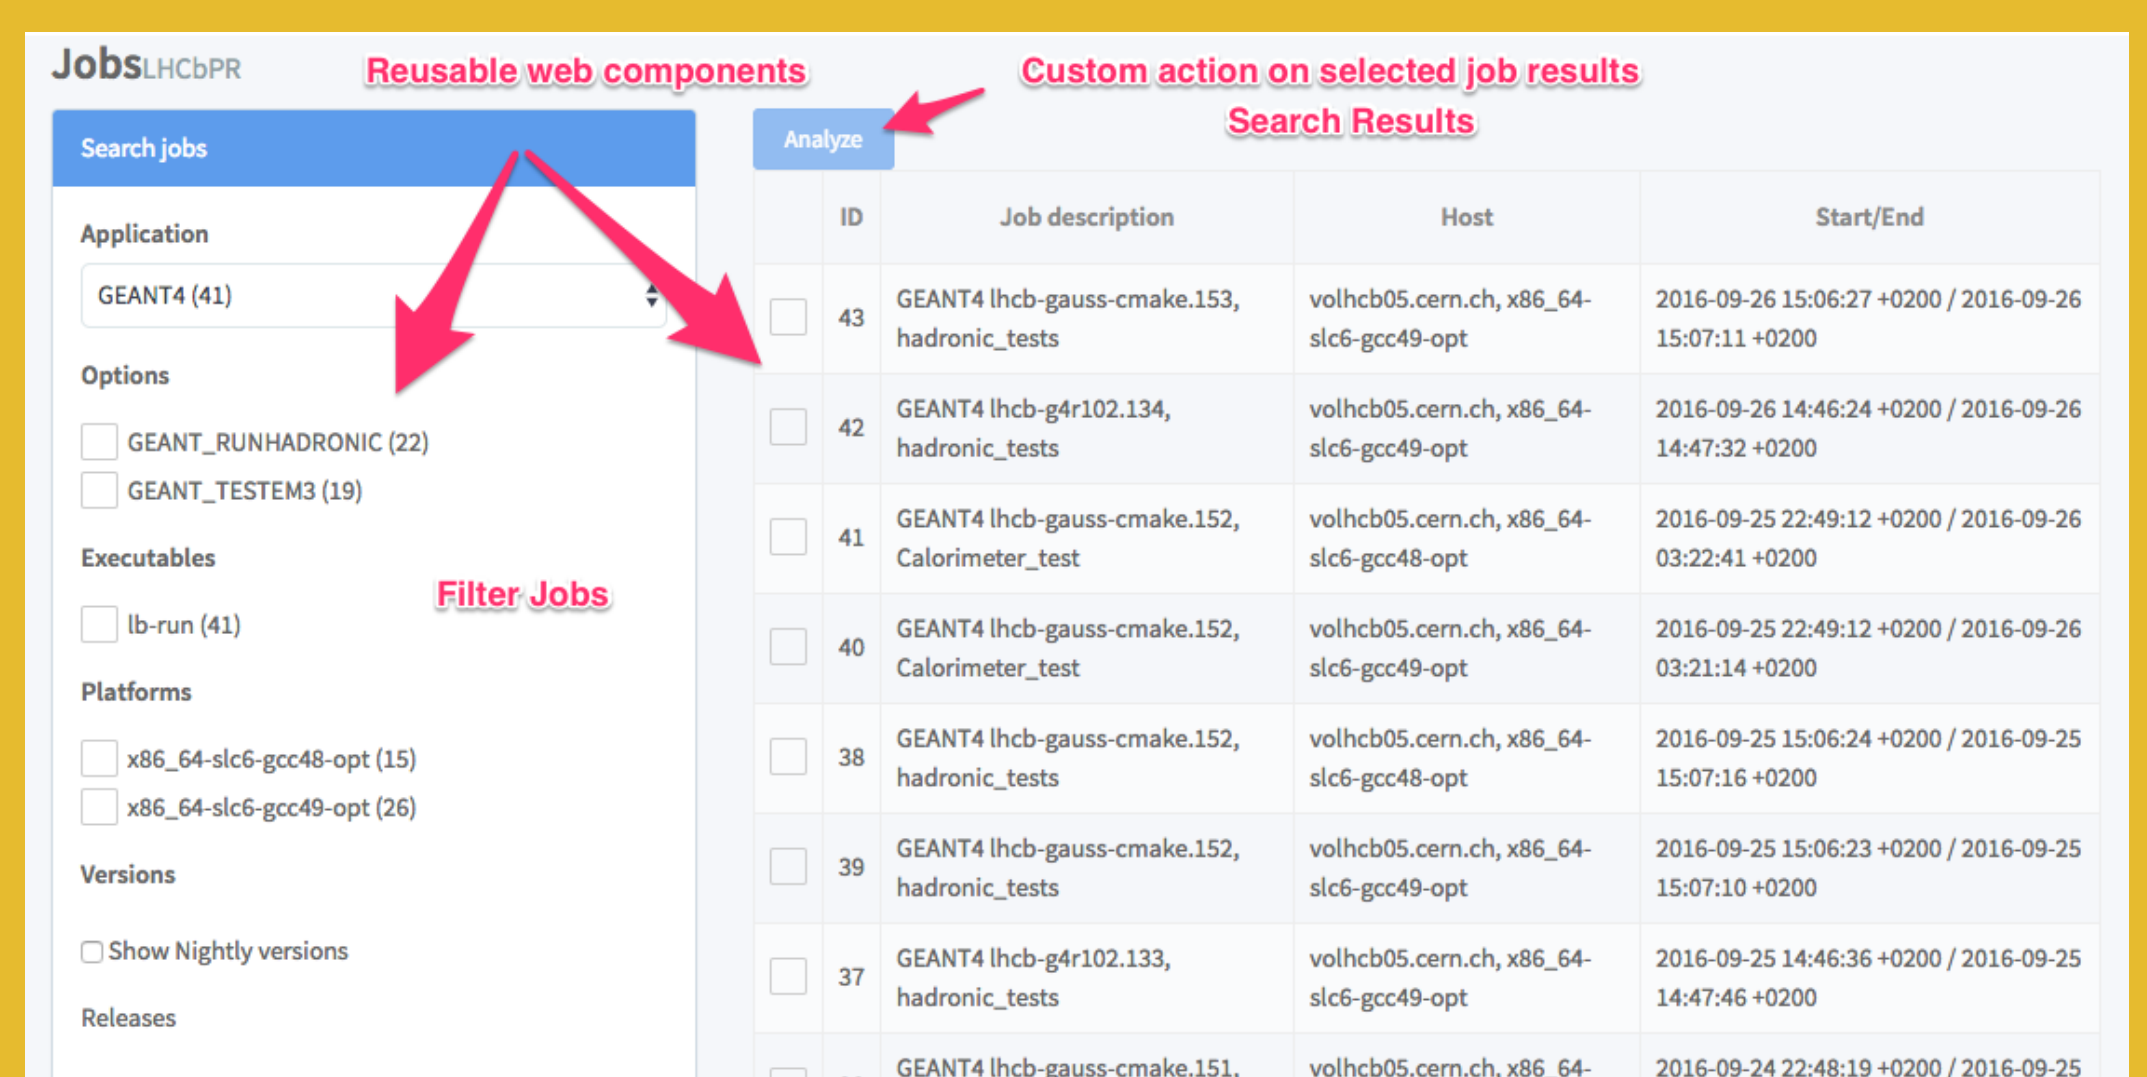 Jobs LHCbPR
Reusable web components
Custom action on selected job results
Search Results
Search jobs
Application
GEANT4 (41)
Options
GEANT_RUNHADRONIC (22)
GEANT_TESTEM3 (19)
Executables
lb-run (41)
Filter Jobs
Platforms
x86_64-slc6-gcc48-opt (15)
x86_64-slc6-gcc49-opt (26)
Versions
Show Nightly versions
Releases
Analyze
ID Job description Host Start/End
43 GEANT4 lhcb-gauss-cmake.153, volhcb05.cern.ch, x86_64- 2016-09-26 15:06:27 +0200 / 2016-09-26
hadronic_tests slc6-gcc49-opt 15:07:11 +0200
42 GEANT4 lhcb-g4r102.134, volhcb05.cern.ch, x86_64- 2016-09-26 14:46:24 +0200 / 2016-09-26
hadronic_tests slc6-gcc49-opt 14:47:32 +0200
41 GEANT4 lhcb-gauss-cmake.152, volhcb05.cern.ch, x86_64- 2016-09-25 22:49:12 +0200 / 2016-09-26
Calorimeter_test slc6-gcc48-opt 03:22:41 +0200
40 GEANT4 lhcb-gauss-cmake.152, volhcb05.cern.ch, x86_64- 2016-09-25 22:49:12 +0200 / 2016-09-26
Calorimeter_test slc6-gcc49-opt 03:21:14 +0200
38 GEANT4 lhcb-gauss-cmake.152, volhcb05.cern.ch, x86_64- 2016-09-25 15:06:24 +0200 / 2016-09-25
hadronic_tests slc6-gcc48-opt 15:07:16 +0200
39 GEANT4 lhcb-gauss-cmake.152, volhcb05.cern.ch, x86_64- 2016-09-25 15:06:23 +0200 / 2016-09-25
hadronic_tests slc6-gcc49-opt 15:07:10 +0200
37 GEANT4 lhcb-g4r102.133, volhcb05.cern.ch, x86_64- 2016-09-25 14:46:36 +0200 / 2016-09-25
hadronic_tests slc6-gcc49-opt 14:47:46 +0200
GEANT4 lhcb-gauss-cmake.151, volhcb05.cern.ch, x86_64- 2016-09-24 22:48:19 +0200 / 2016-09-25